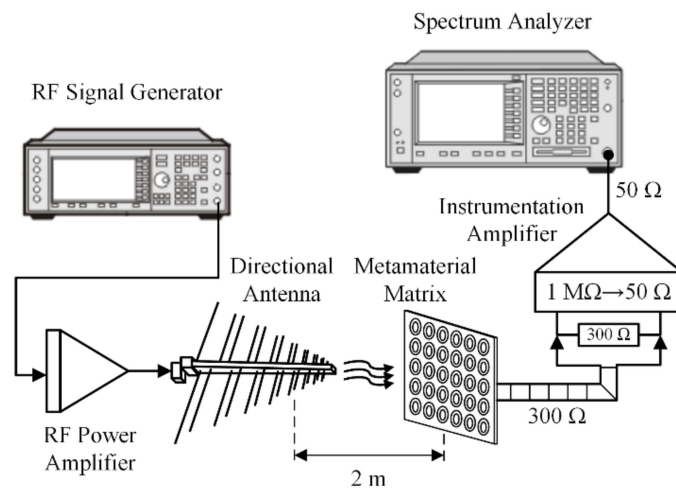 Spectrum Analyzer
RF Signal Generator
50 Ω
Instrumentation
Amplifier
Directional
Antenna
Metamaterial
Matrix
1 MΩ→50 Ω
300 Ω
300 Ω
RF Power
Amplifier
2 m